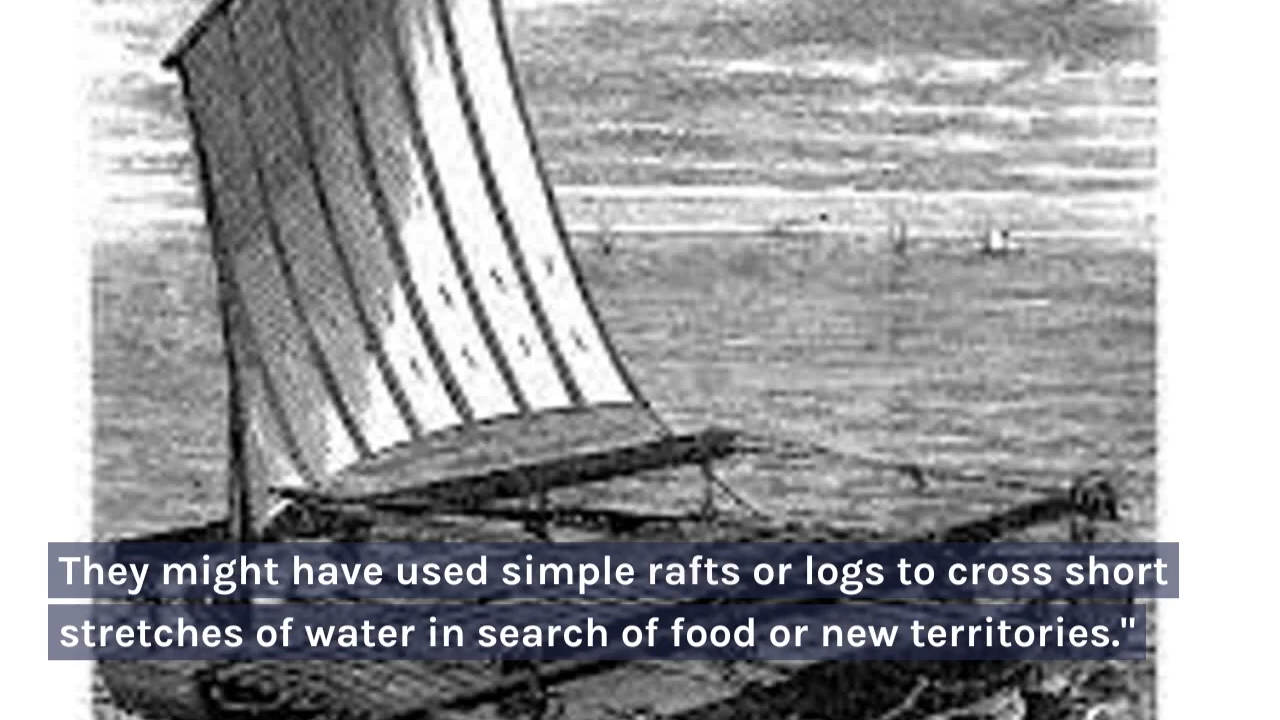 They might have used simple rafts or logs to cross short
stretches of water in search of food or new territories."